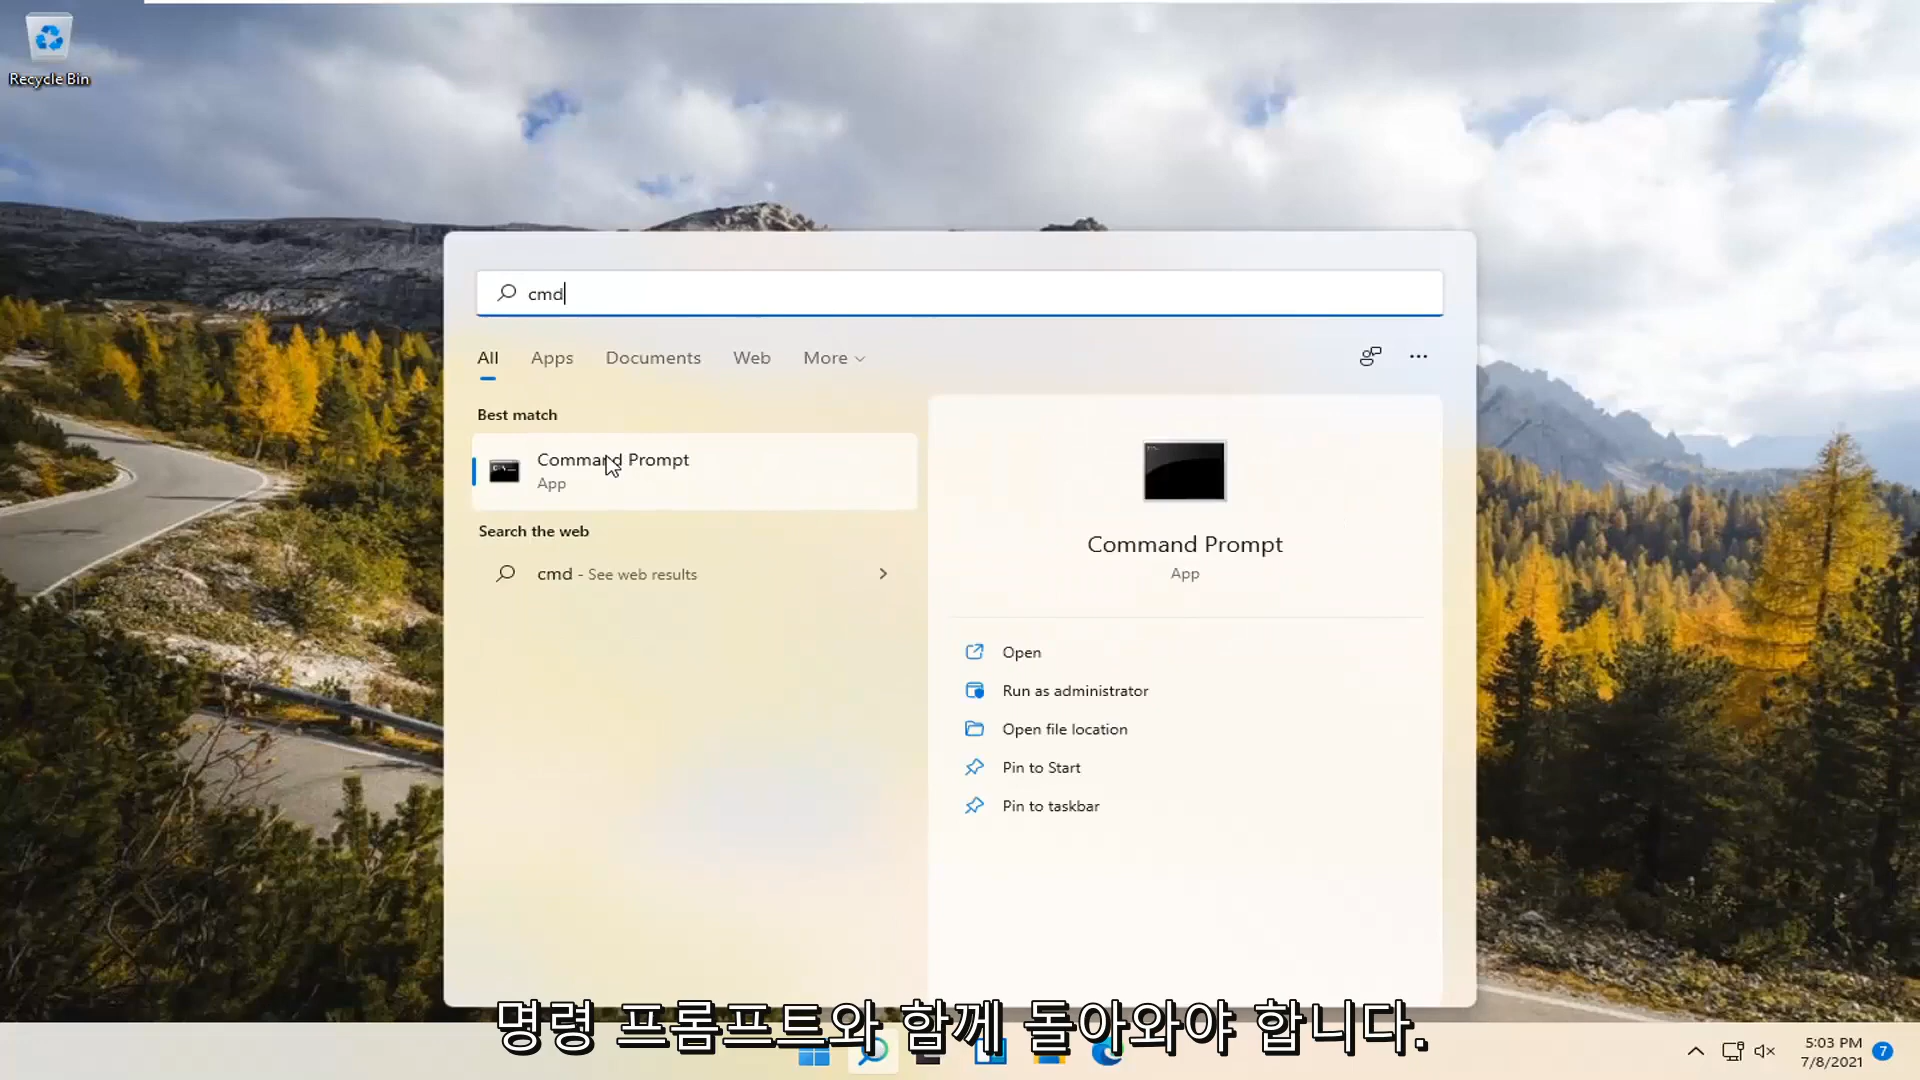 Recycle Bin
cmd
All Apps Documents Web More
Best match
Command Prompt
App
Search the web
cmd - See web results
Command Prompt
App
Open
Run as administrator
Open file location
Pin to Start
Pin to taskbar
명령 프롬프트와 함께 돌아와야 합니다.
5:03 PM
7/8/2021
7